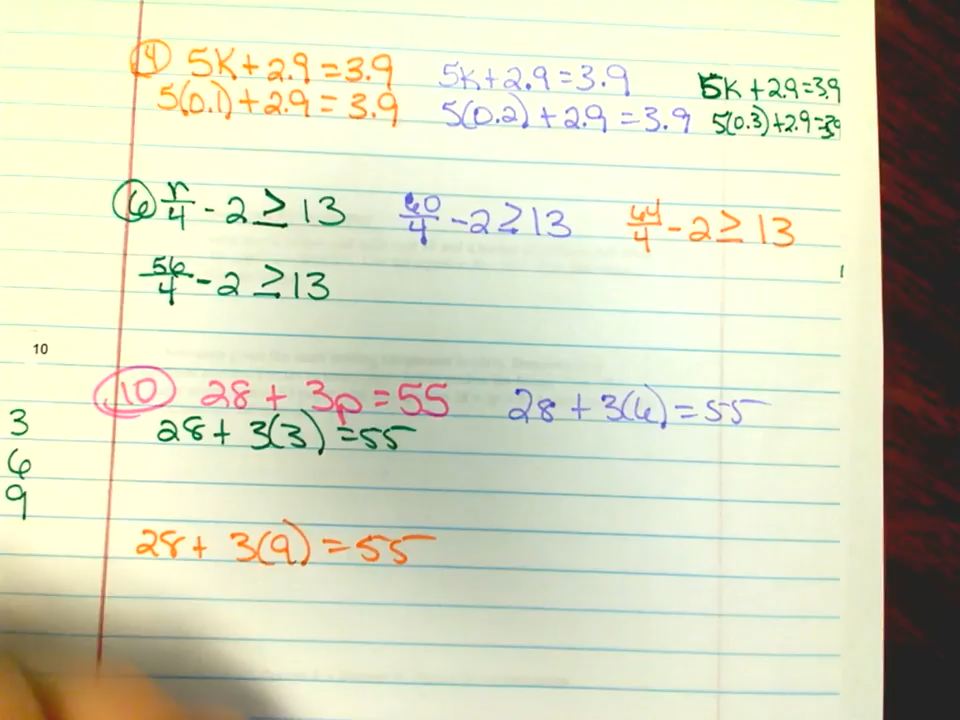 4 5K + 2.9 = 3.9 5K + 2.9 = 3.9 5K + 2.9 = 3.9
5(0.1) + 2.9 = 3.9 5(0.2) + 2.9 = 3.9 5(0.3) + 2.9 = 3.9
6 r/4 - 2 ≥ 13 60/4 - 2 ≥ 13 64/4 - 2 ≥ 13
56/4 - 2 ≥ 13
10
10 28 + 3p = 55 28 + 3(6) = 55
3
28 + 3(3) = 55
6
9
28 + 3(9) = 55